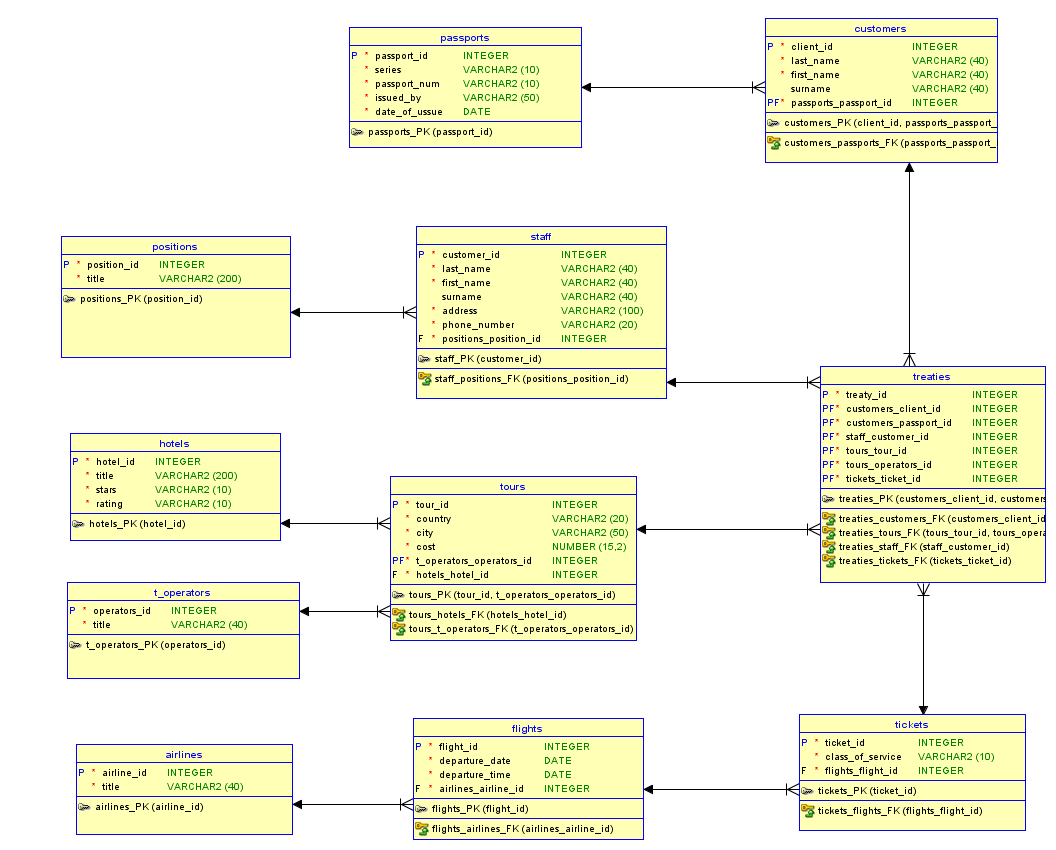 passports
P * passport_id INTEGER
* series VARCHAR2 (10)
* passport_num VARCHAR2 (10)
* issued_by VARCHAR2 (50)
* date_of_ussue DATE
passports_PK (passport_id)
customers
P * client_id INTEGER
* last_name VARCHAR2 (40)
* first_name VARCHAR2 (40)
surname VARCHAR2 (40)
PF* passports_passport_id INTEGER
customers_PK (client_id, passports_passport_
customers_passports_FK (passports_passport_
positions
P * position_id INTEGER
* title VARCHAR2 (200)
positions_PK (position_id)
staff
P * customer_id INTEGER
* last_name VARCHAR2 (40)
* first_name VARCHAR2 (40)
surname VARCHAR2 (40)
* address VARCHAR2 (100)
* phone_number VARCHAR2 (20)
F * positions_position_id INTEGER
staff_PK (customer_id)
staff_positions_FK (positions_position_id)
treaties
P * treaty_id INTEGER
PF* customers_client_id INTEGER
PF* customers_passport_id INTEGER
PF* staff_customer_id INTEGER
PF* tours_tour_id INTEGER
PF* tours_operators_id INTEGER
PF* tickets_ticket_id INTEGER
treaties_PK (customers_client_id, customers
treaties_customers_FK (customers_client_id
treaties_tours_FK (tours_tour_id, tours_opera
treaties_staff_FK (staff_customer_id)
treaties_tickets_FK (tickets_ticket_id)
hotels
P * hotel_id INTEGER
* title VARCHAR2 (200)
* stars VARCHAR2 (10)
* rating VARCHAR2 (10)
hotels_PK (hotel_id)
tours
P * tour_id INTEGER
* country VARCHAR2 (20)
* city VARCHAR2 (50)
* cost NUMBER (15,2)
PF* t_operators_operators_id INTEGER
F * hotels_hotel_id INTEGER
tours_PK (tour_id, t_operators_operators_id)
tours_hotels_FK (hotels_hotel_id)
tours_t_operators_FK (t_operators_operators_id)
t_operators
P * operators_id INTEGER
* title VARCHAR2 (40)
t_operators_PK (operators_id)
airlines
P * airline_id INTEGER
* title VARCHAR2 (40)
airlines_PK (airline_id)
flights
P * flight_id INTEGER
* departure_date DATE
* departure_time DATE
F * airlines_airline_id INTEGER
flights_PK (flight_id)
flights_airlines_FK (airlines_airline_id)
tickets
P * ticket_id INTEGER
* class_of_service VARCHAR2 (10)
F * flights_flight_id INTEGER
tickets_PK (ticket_id)
tickets_flights_FK (flights_flight_id)